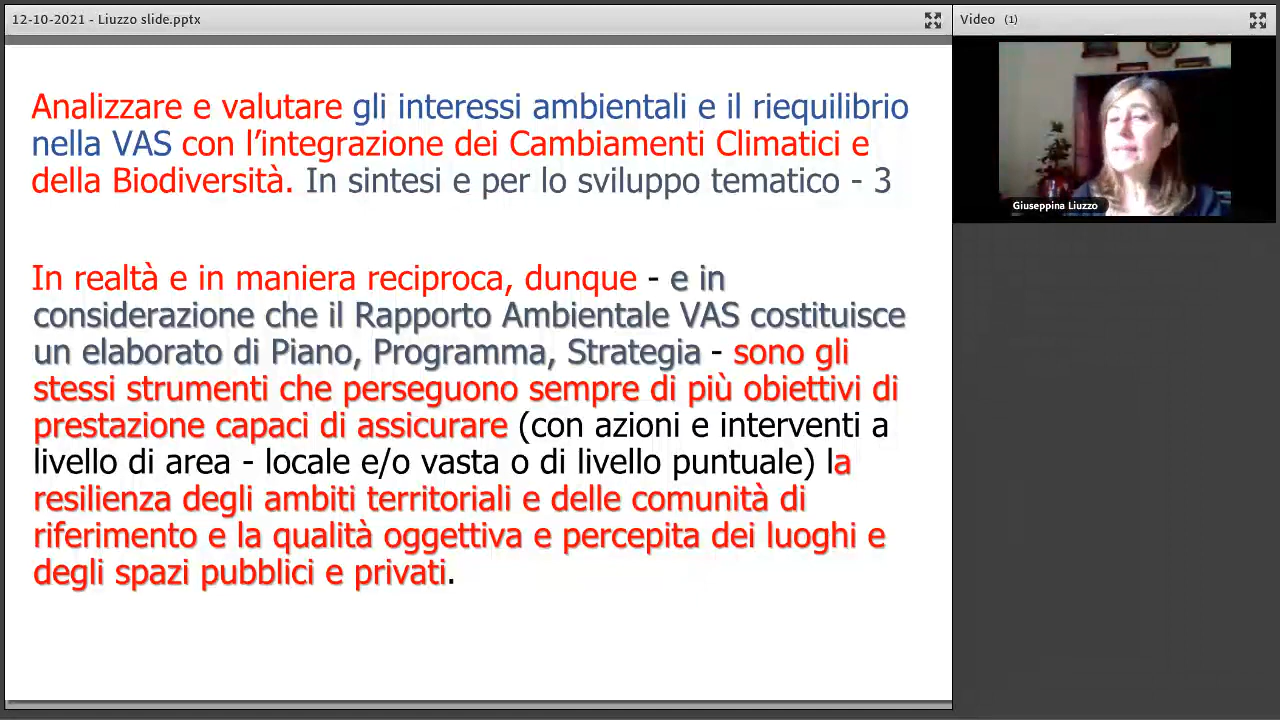 12-10-2021 - Liuzzo slide.pptx
Video (1)
Analizzare e valutare gli interessi ambientali e il riequilibrio
nella VAS con l'integrazione dei Cambiamenti Climatici e
della Biodiversità. In sintesi e per lo sviluppo tematico - 3
Giuseppina Liuzzo
In realtà e in maniera reciproca, dunque - e in
considerazione che il Rapporto Ambientale VAS costituisce
un elaborato di Piano, Programma, Strategia - sono gli
stessi strumenti che perseguono sempre di più obiettivi di
prestazione capaci di assicurare (con azioni e interventi a
livello di area - locale e/o vasta o di livello puntuale) la
resilienza degli ambiti territoriali e delle comunità di
riferimento e la qualità oggettiva e percepita dei luoghi e
degli spazi pubblici e privati.